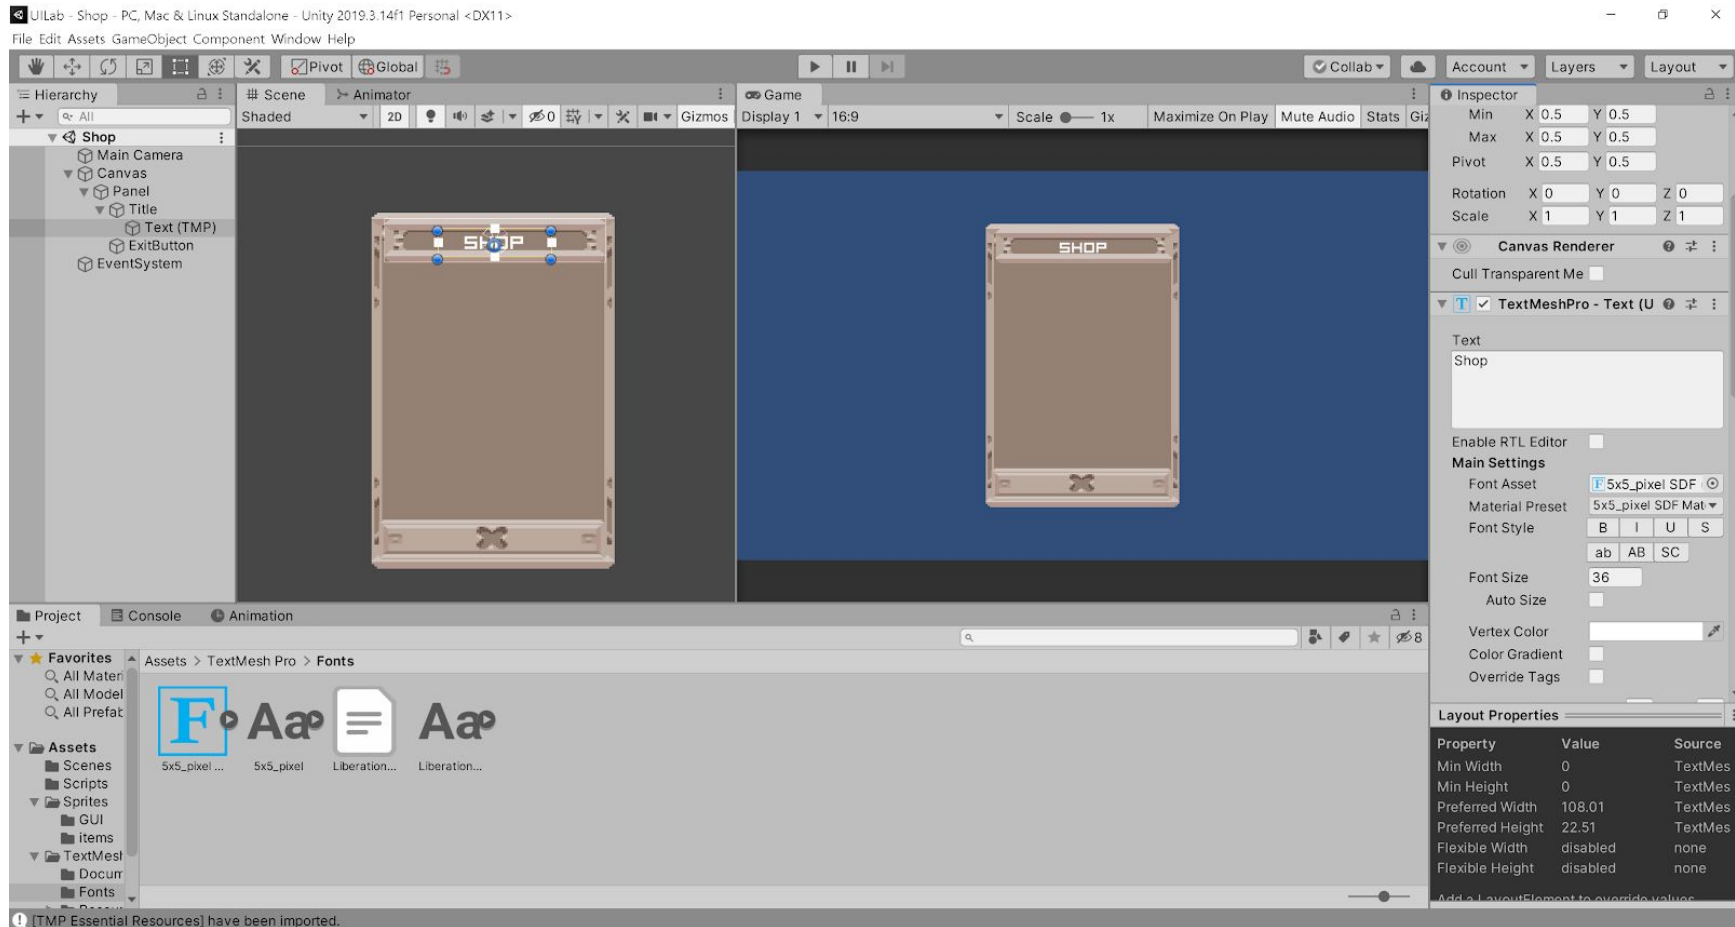 UILab - Shop - PC, Mac & Linux Standalone - Unity 2019.3.14f1 Personal <DX11>
File Edit Assets GameObject Component Window Help
Pivot Global Collab Account Layers Layout
Hierarchy
All
Shop
Main Camera
Canvas
Panel
Title
Text (TMP)
ExitButton
EventSystem
Scene Animator
Shaded 2D 0 Gizmos
SHOP
Game
Display 1 16:9 Scale 1x Maximize On Play Mute Audio Stats Giz
SHOP
Inspector
Min X 0.5 Y 0.5
Max X 0.5 Y 0.5
Pivot X 0.5 Y 0.5
Rotation X 0 Y 0 Z 0
Scale X 1 Y 1 Z 1
Canvas Renderer
Cull Transparent Me
T TextMeshPro - Text (U
Text
Shop
Enable RTL Editor
Main Settings
Font Asset F 5x5_pixel SDF
Material Preset 5x5_pixel SDF Mat
Font Style B I U S
ab AB SC
Font Size 36
Auto Size
Vertex Color
Color Gradient
Override Tags
Layout Properties
Property Value Source
Min Width 0 TextMes
Min Height 0 TextMes
Preferred Width 108.01 TextMes
Preferred Height 22.51 TextMes
Flexible Width disabled none
Flexible Height disabled none
Add a LayoutElement to override values
Project Console Animation
8
Favorites
All Materi
All Model
All Prefab
Assets
Scenes
Scripts
Sprites
GUI
items
TextMesh
Docum
Fonts
Assets > TextMesh Pro > Fonts
F Aa Aa
5x5_pixel ... 5x5_pixel Liberation... Liberation...
[TMP Essential Resources] have been imported.